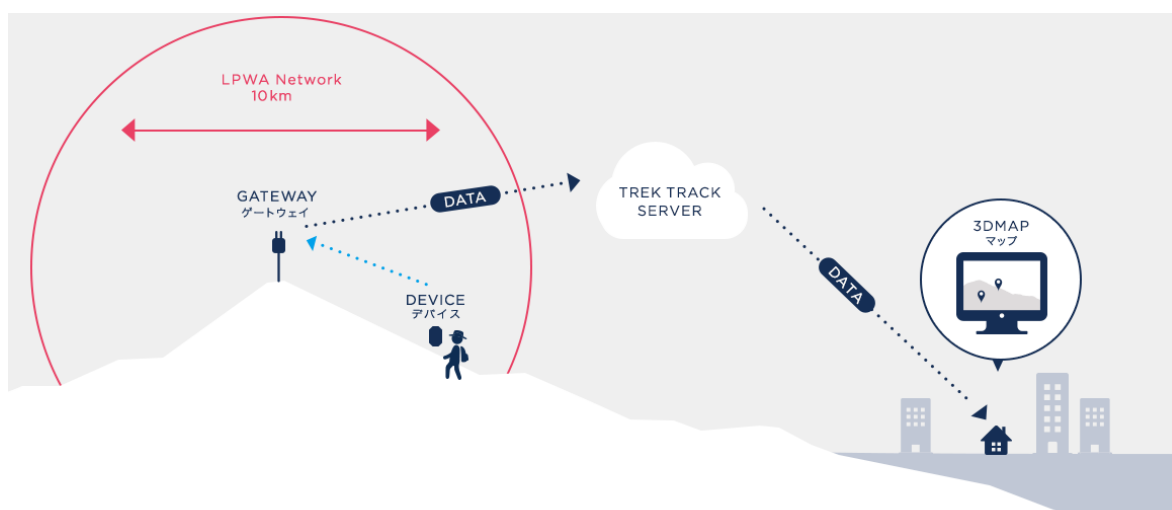 LPWA Network
10km
GATEWAY
ゲートウェイ
DATA
DEVICE
デバイス
TREK TRACK
SERVER
DATA
3DMAP
マップ